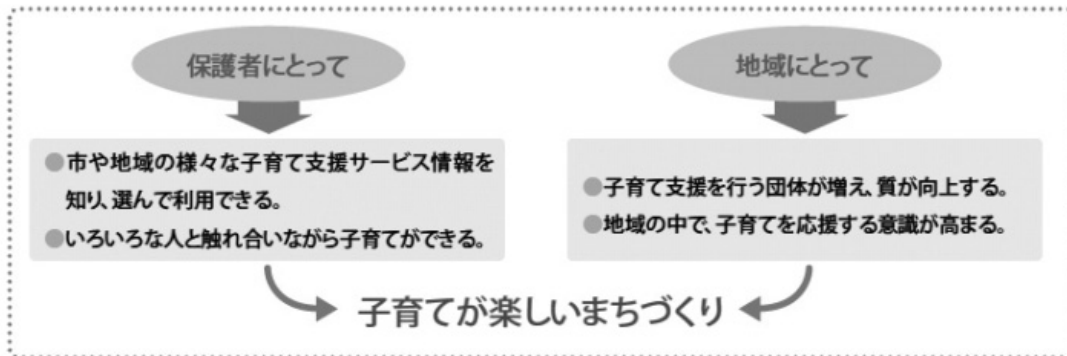 保護者にとって
●市や地域の様々な子育て支援サービス情報を
知り、選んで利用できる。
●いろいろな人と触れ合いながら子育てができる。
地域にとって
●子育て支援を行う団体が増え、質が向上する。
●地域の中で、子育てを応援する意識が高まる。
子育てが楽しいまちづくり